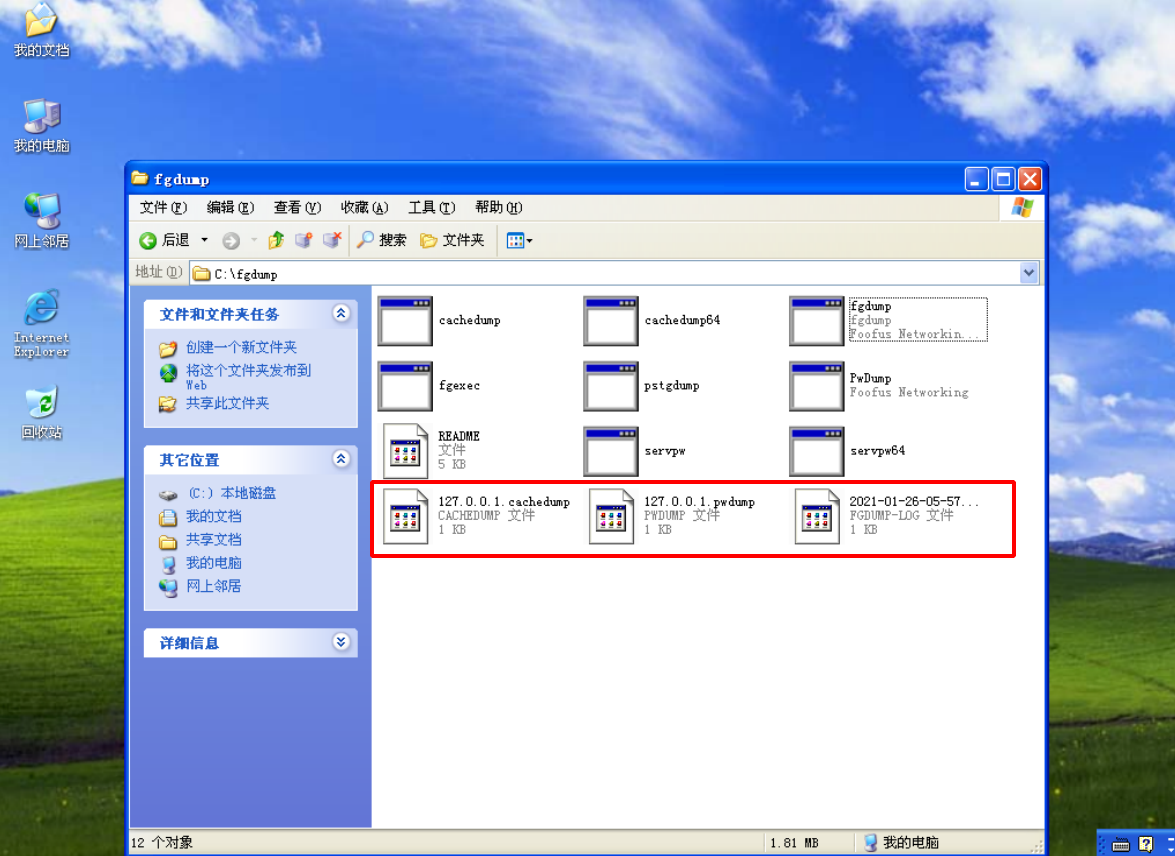 我的文档
我的电脑
网上邻居
Internet
Explorer
回收站
fgdump
文件(F) 编辑(E) 查看(V) 收藏(A) 工具(T) 帮助(H)
后退 搜索 文件夹
地址(D) C:\fgdump
文件和文件夹任务
创建一个新文件夹
将这个文件夹发布到
Web
共享此文件夹
其它位置
(C:) 本地磁盘
我的文档
共享文档
我的电脑
网上邻居
详细信息
cachedump
cachedump64
fgdump
fgdump
Foofus Networkin...
fgexec
pstgdump
PwDump
Foofus Networking
README
文件
5 KB
servpw
servpw64
127.0.0.1.cachedump
CACHEDUMP 文件
1 KB
127.0.0.1.pwdump
PWDUMP 文件
1 KB
2021-01-26-05-57...
FGDUMP-LOG 文件
1 KB
12 个对象
1.81 MB
我的电脑